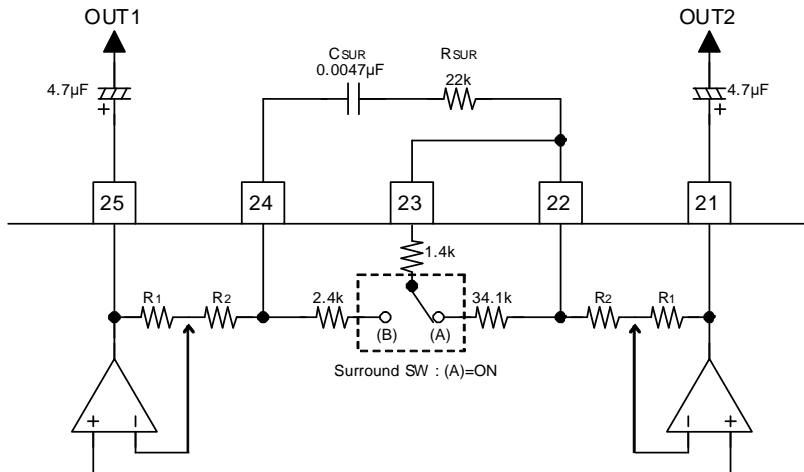 OUT1
OUT2
CSUR
0.0047µF
RSUR
22k
4.7µF
+
4.7µF
+
25
24
23
22
21
1.4k
R1
R2
2.4k
34.1k
R2
R1
(B)
(A)
Surround SW : (A)=ON
+
−
−
+